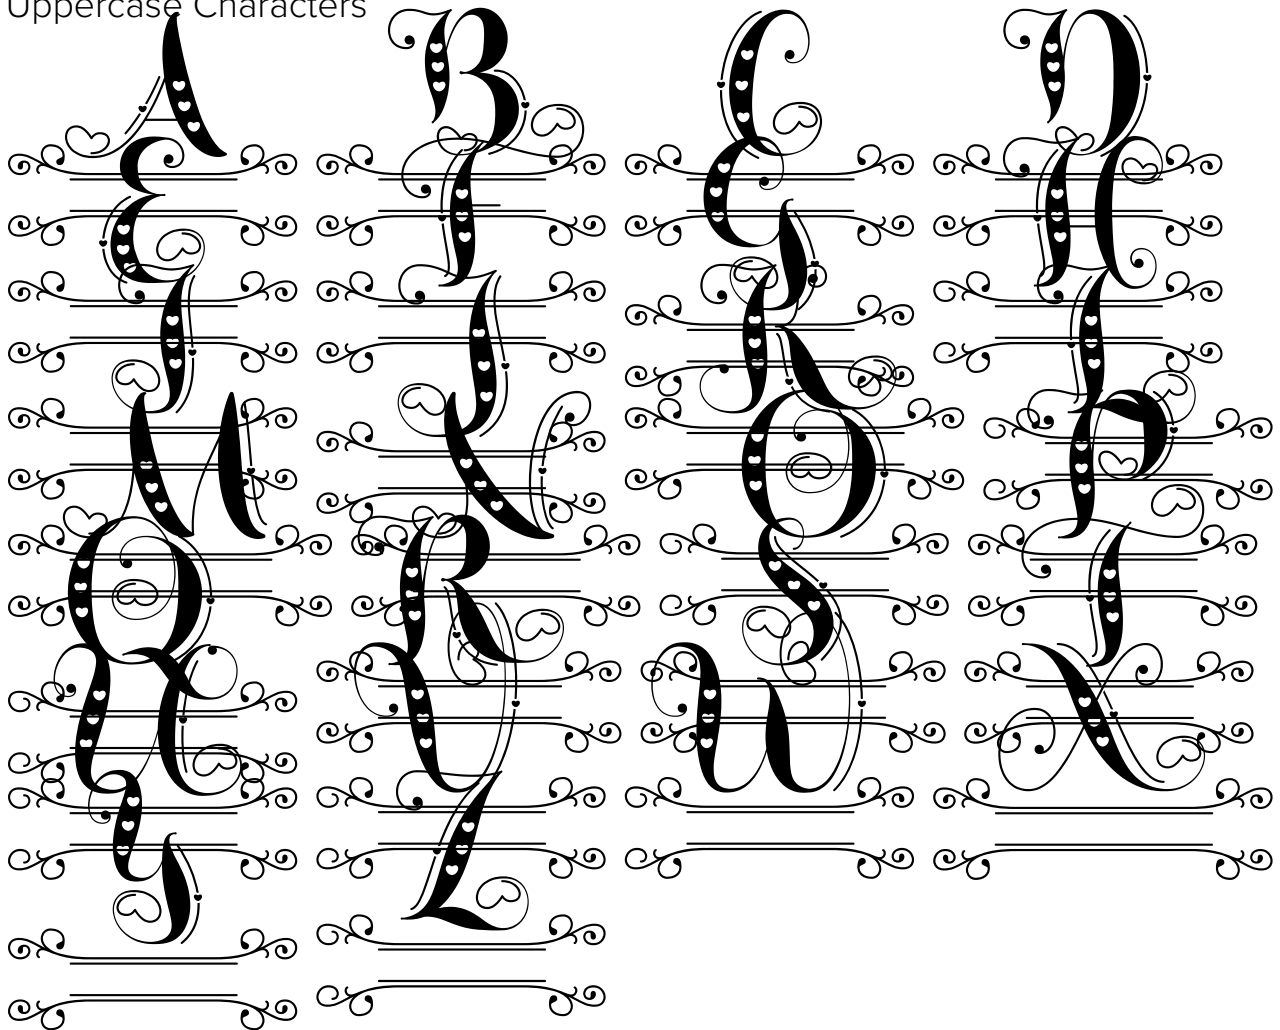 Uppercase Characters
A B C D
E F G H
I J K L
M N O P
Q R S T
U V W X
Y Z